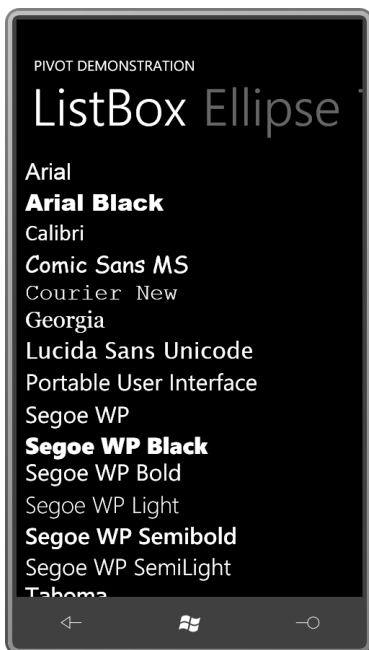 PIVOT DEMONSTRATION
ListBox Ellipse
Arial
Arial Black
Calibri
Comic Sans MS
Courier New
Georgia
Lucida Sans Unicode
Portable User Interface
Segoe WP
Segoe WP Black
Segoe WP Bold
Segoe WP Light
Segoe WP Semibold
Segoe WP SemiLight
Tahoma